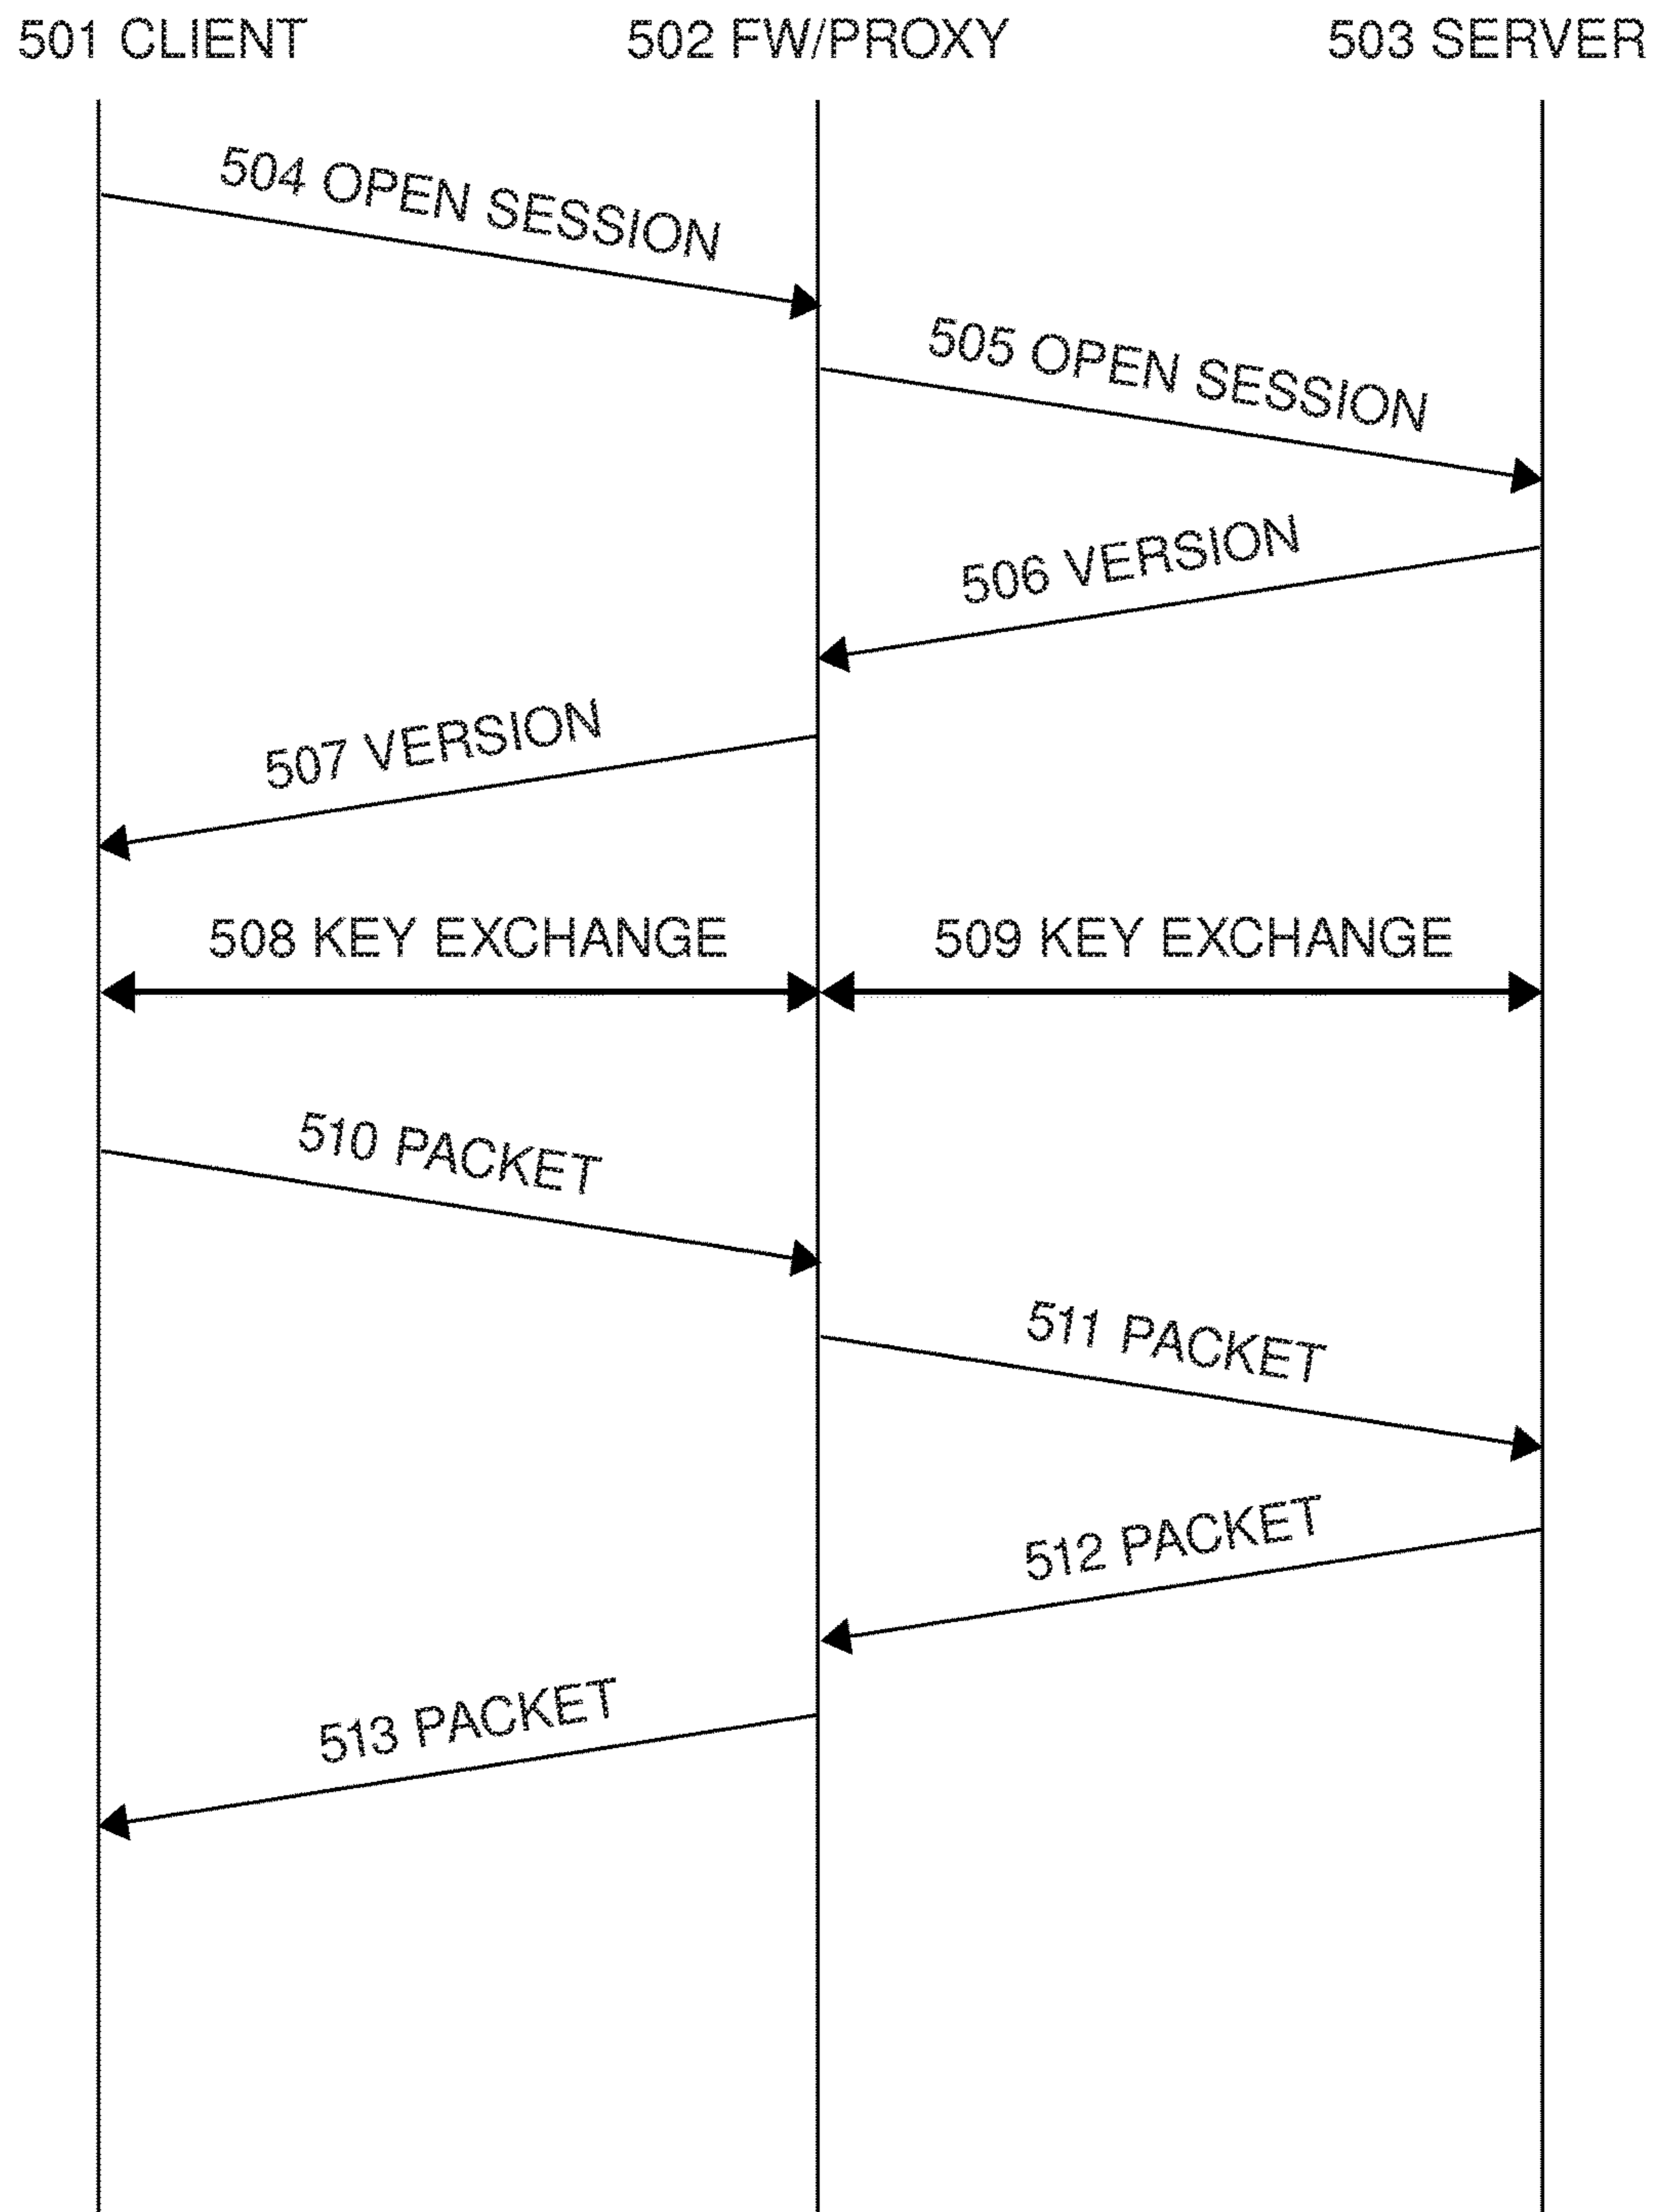 501 CLIENT
502 FW/PROXY
503 SERVER
504 OPEN SESSION
505 OPEN SESSION
506 VERSION
507 VERSION
508 KEY EXCHANGE
509 KEY EXCHANGE
510 PACKET
511 PACKET
512 PACKET
513 PACKET